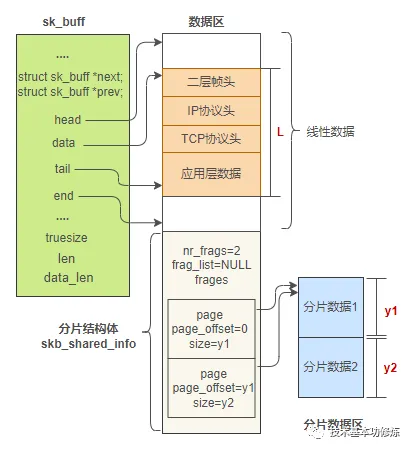 sk_buff
....
struct sk_buff *next;
struct sk_buff *prev;
head
data
tail
end
....
truesize
len
data_len
数据区
二层帧头
IP协议头
TCP协议头
应用层数据
L
线性数据
分片结构体
skb_shared_info
nr_frags=2
frag_list=NULL
frages
page
page_offset=0
size=y1
page
page_offset=y1
size=y2
分片数据1
分片数据2
y1
y2
分片数据区
技术基本功修炼